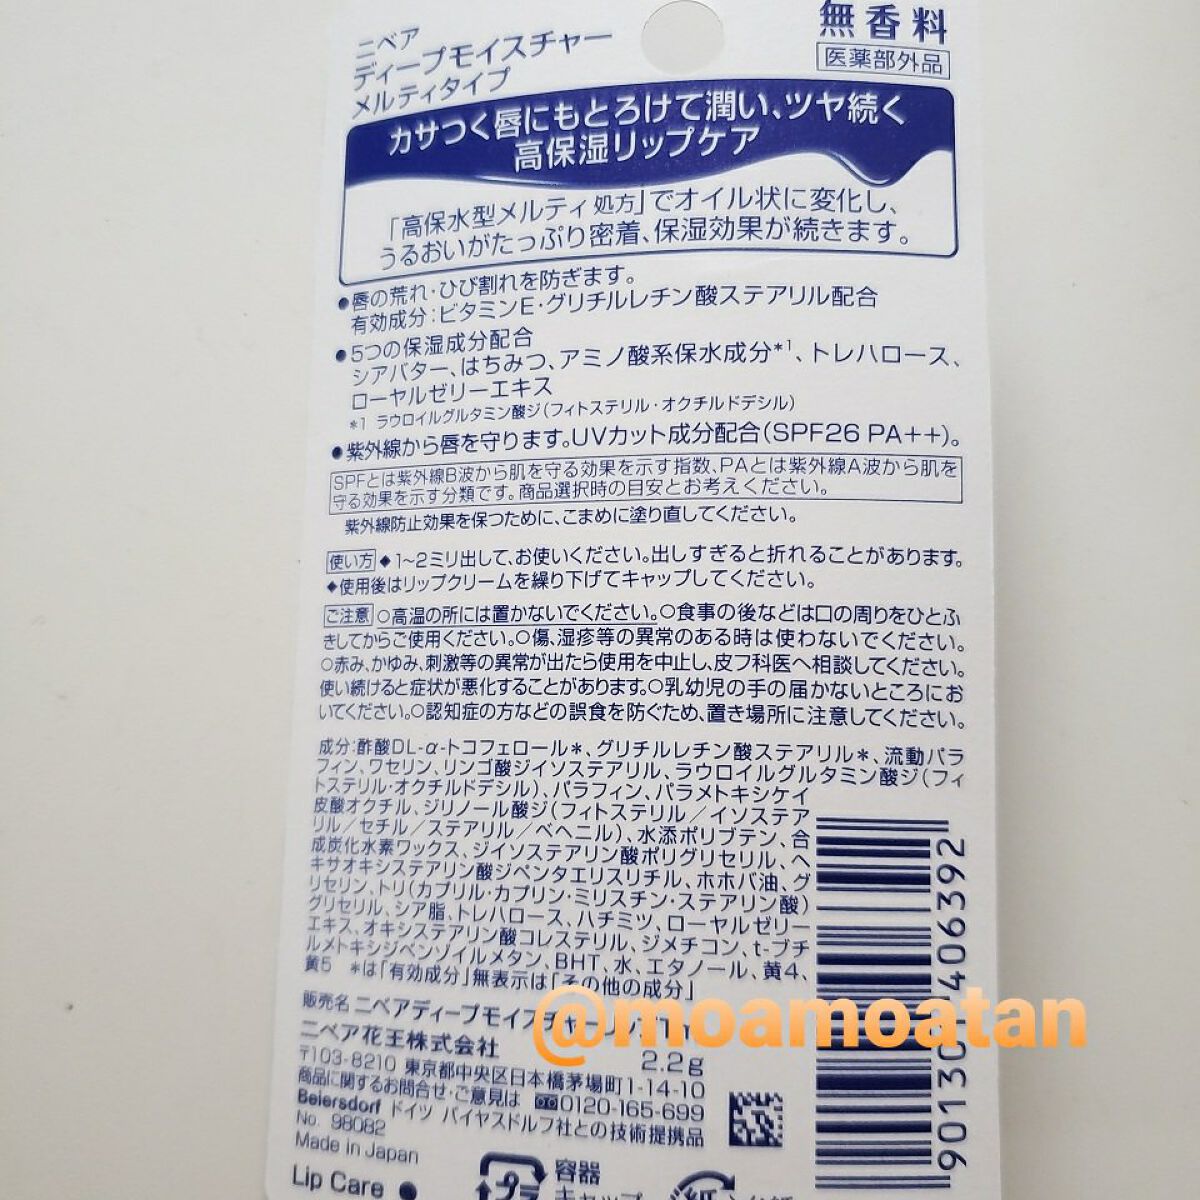 ニベア
ディープモイスチャー
メルティタイプ
無香料
医薬部外品
カサつく唇にもとろけて潤い、ツヤ続く
高保湿リップケア
「高保水型メルティ処方」でオイル状に変化し、
うるおいがたっぷり密着、保湿効果が続きます。
●唇の荒れ・ひび割れを防ぎます。
有効成分:ビタミンE・グリチルレチン酸ステアリル配合
●5つの保湿成分配合
シアバター、はちみつ、アミノ酸系保水成分*1、トレハロース、
ローヤルゼリーエキス
*1 ラウロイルグルタミン酸ジ(フィトステリル・オクチルドデシル)
●紫外線から唇を守ります。UVカット成分配合(SPF26 PA++)。
SPFとは紫外線B波から肌を守る効果を示す指数、PAとは紫外線A波から肌を
守る効果を示す分類です。商品選択時の目安とお考えください。
紫外線防止効果を保つために、こまめに塗り直してください。
使い方 ◆1~2ミリ出して、お使いください。出しすぎると折れることがあります。
◆使用後はリップクリームを繰り下げてキャップしてください。
ご注意 ○高温の所には置かないでください。○食事の後などは口の周りをひとふ
きしてからご使用ください。○傷、湿疹等の異常のある時は使わないでください。
○赤み、かゆみ、刺激等の異常が出たら使用を中止し、皮フ科医へ相談してください。
使い続けると症状が悪化することがあります。○乳幼児の手の届かないところにお
いてください。○認知症の方などの誤食を防ぐため、置き場所に注意してください。
成分:酢酸DL-α-トコフェロール*、グリチルレチン酸ステアリル*、流動パラ
フィン、ワセリン、リンゴ酸ジイソステアリル、ラウロイルグルタミン酸ジ(フィ
トステリル・オクチルドデシル)、パラフィン、パラメトキシケイ
皮酸オクチル、ジリノール酸ジ(フィトステリル/イソステア
リル/セチル/ステアリル/ベヘニル)、水添ポリブテン、合
成炭化水素ワックス、ジイソステアリン酸ポリグリセリル、ヘ
キサオキシステアリン酸ジペンタエリスリチル、ホホバ油、グ
リセリン、トリ(カプリル・カプリン・ミリスチン・ステアリン酸)
グリセリル、シア脂、トレハロース、ハチミツ、ローヤルゼリー
エキス、オキシステアリン酸コレステリル、ジメチコン、t-ブチ
ルメトキシジベンゾイルメタン、BHT、水、エタノール、黄4、
黄5 *は「有効成分」無表示は「その他の成分」
販売名 ニベアディープモイスチャーリップ
@moamoatan
ニベア花王株式会社 2.2g
〒103-8210 東京都中央区日本橋茅場町1-14-10
商品に関するお問合せ・ご意見は 0120-165-699
Beiersdorf ドイツ バイヤスドルフ社との技術提携品
No. 98082
Made in Japan
Lip Care ●
プラ 容器
キャップ
紙
406392